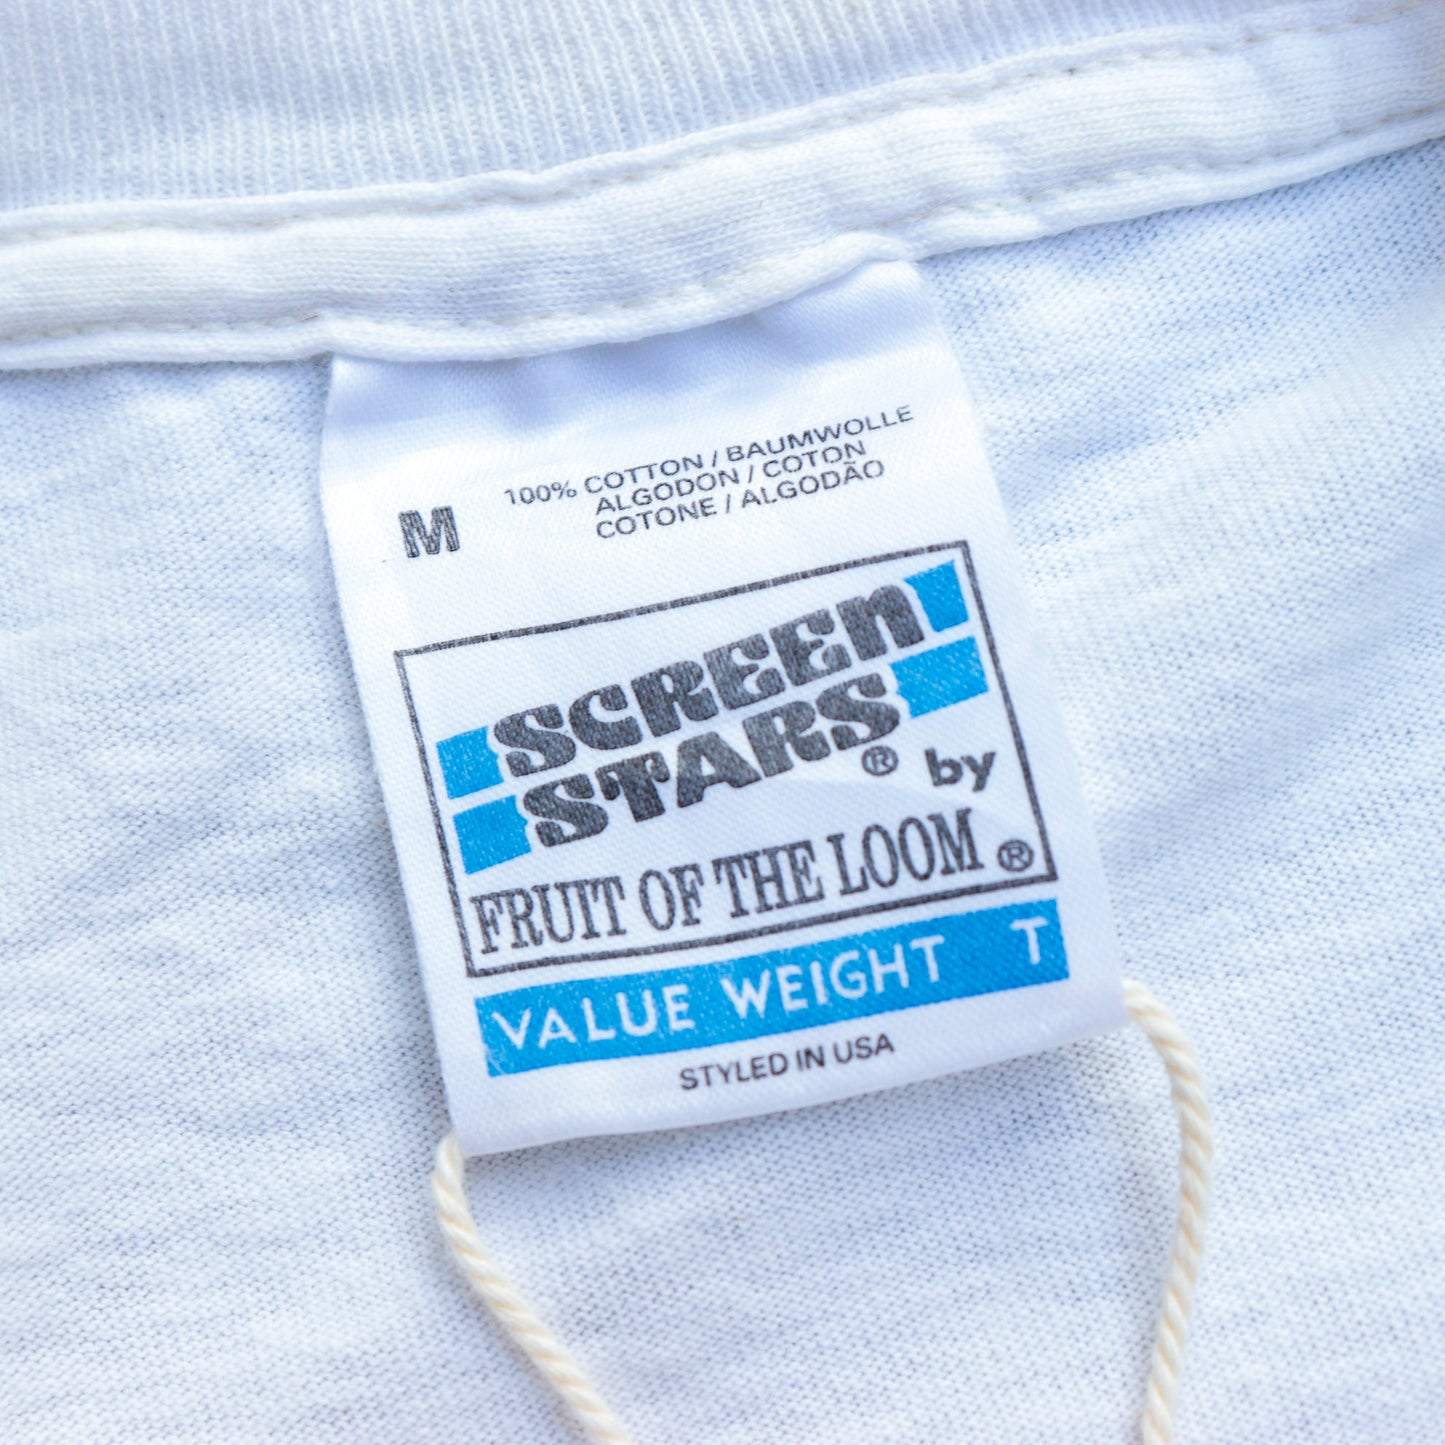 M
100% COTTON / BAUMWOLLE
ALGODON / COTON
COTONE / ALGODÃO
SCREEN
STARS® by
FRUIT OF THE LOOM®
VALUE WEIGHT T
STYLED IN USA